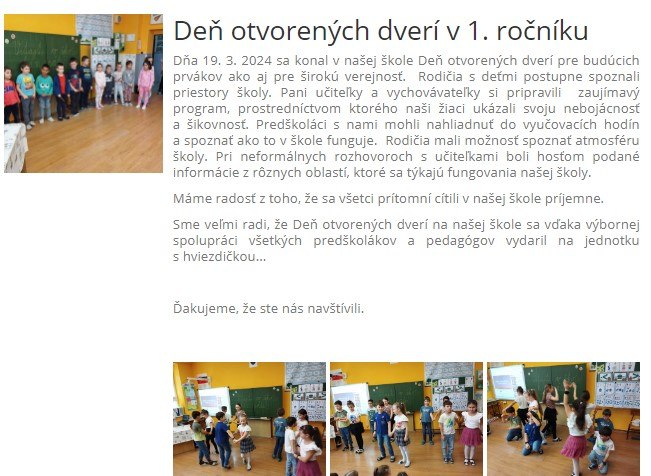 Deň otvorených dverí v 1. ročníku
Dňa 19. 3. 2024 sa konal v našej škole Deň otvorených dverí pre budúcich
prvákov ako aj pre širokú verejnosť. Rodičia s deťmi postupne spoznali
priestory školy. Pani učiteľky a vychovávateľky si pripravili zaujímavý
program, prostredníctvom ktorého naši žiaci ukázali svoju nebojácnosť
a šikovnosť. Predškoláci s nami mohli nahliadnuť do vyučovacích hodín
a spoznať ako to v škole funguje. Rodičia mali možnosť spoznať atmosféru
školy. Pri neformálnych rozhovoroch s učiteľkami boli hosťom podané
informácie z rôznych oblastí, ktoré sa týkajú fungovania našej školy.
Máme radosť z toho, že sa všetci prítomní cítili v našej škole príjemne.
Sme veľmi radi, že Deň otvorených dverí na našej škole sa vďaka výbornej
spolupráci všetkých predškolákov a pedagógov vydaril na jednotku
s hviezdičkou...
Ďakujeme, že ste nás navštívili.